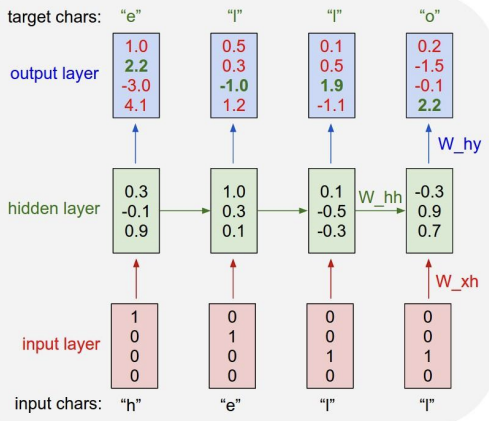 target chars: “e” “l” “l” “o”
1.0 0.5 0.1 0.2
2.2 0.3 0.5 -1.5
output layer -3.0 -1.0 1.9 -0.1
4.1 1.2 -1.1 2.2
W_hy
0.3 1.0 0.1 W_hh -0.3
hidden layer -0.1 0.3 -0.5 0.9
0.9 0.1 -0.3 0.7
W_xh
1 0 0 0
input layer 0 1 0 0
0 0 1 1
0 0 0 0
input chars: “h” “e” “l” “l”